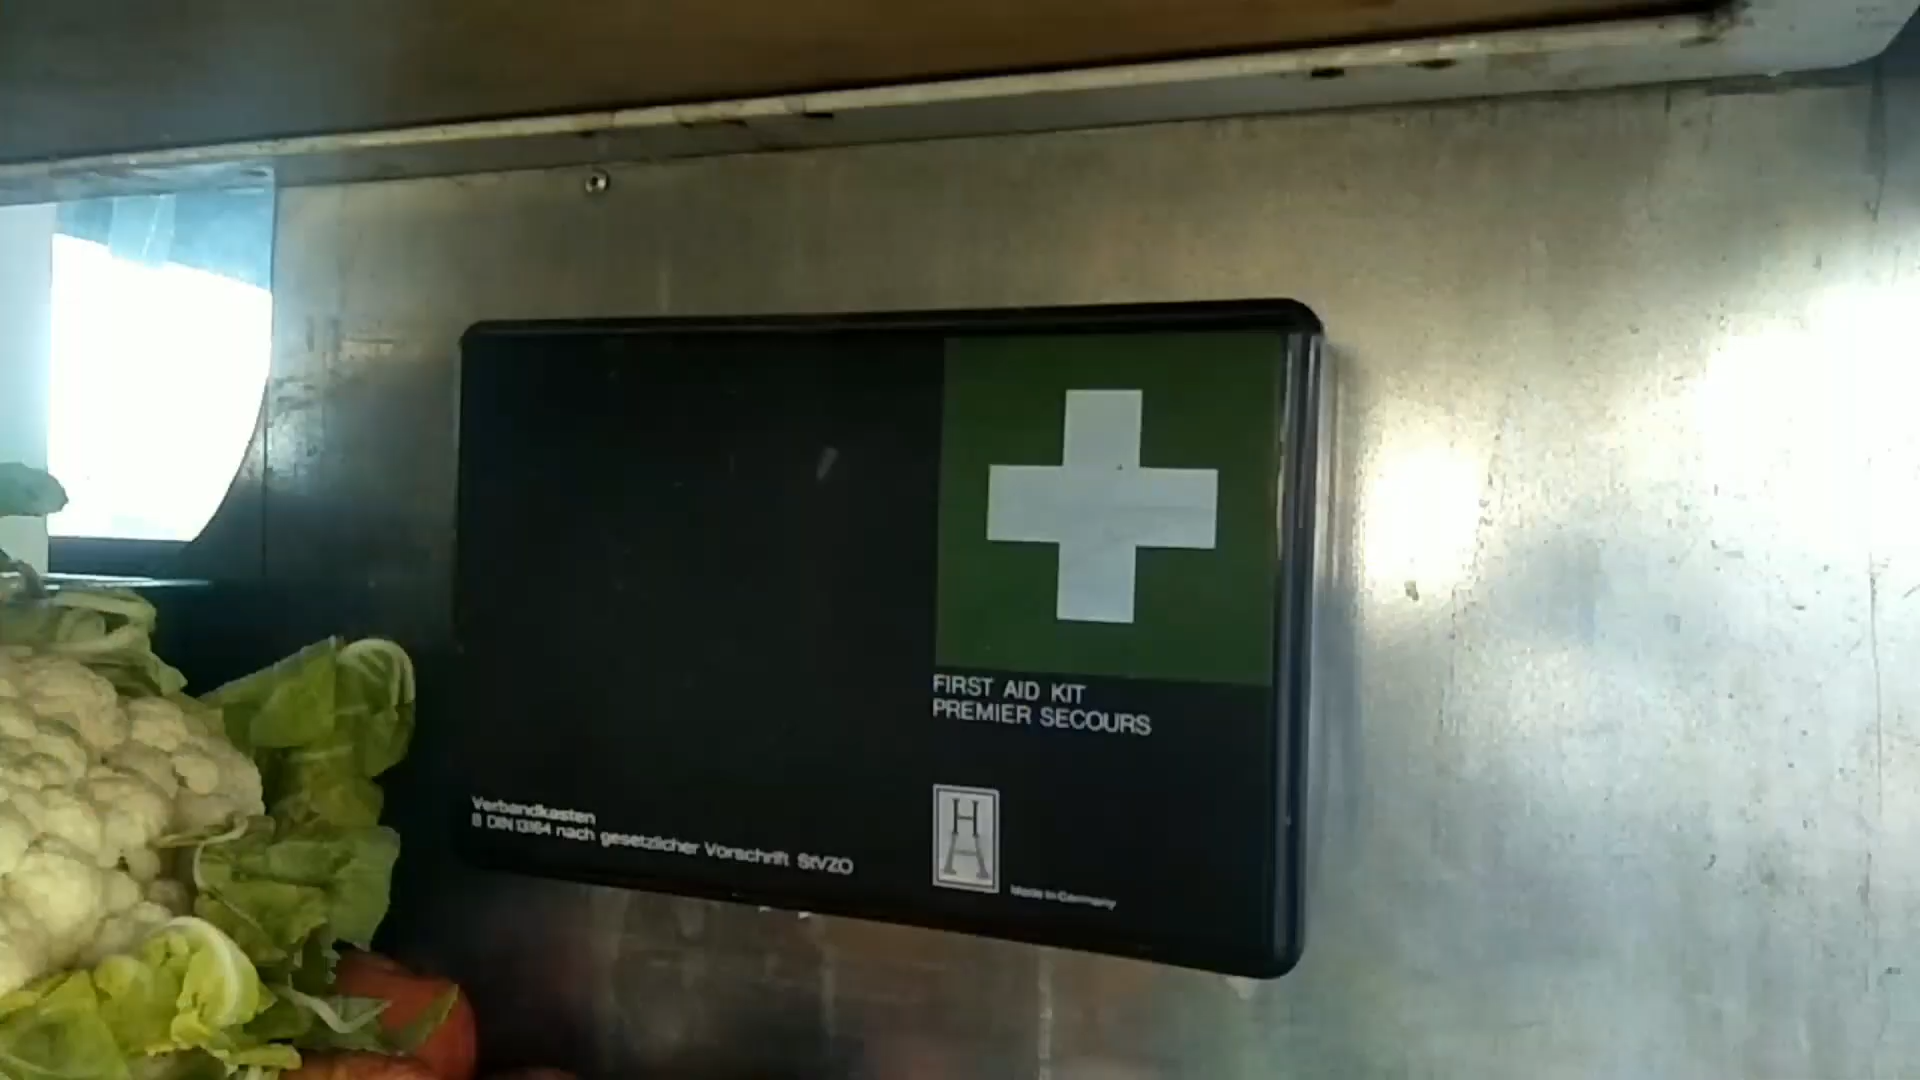 FIRST AID KIT
PREMIER SECOURS
Verbandkasten
B DIN 13164 nach gesetzlicher Vorschrift StVZO
H
A
Made in Germany